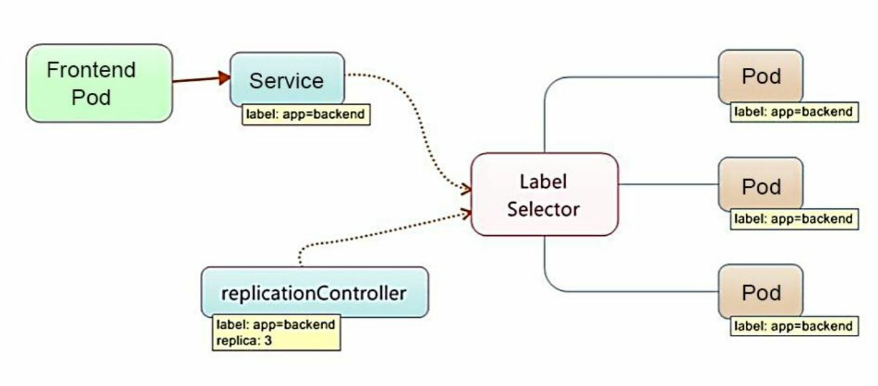 Frontend
Pod
Service
label: app=backend
Pod
label: app=backend
Label
Selector
Pod
label: app=backend
replicationController
label: app=backend
replica: 3
Pod
label: app=backend